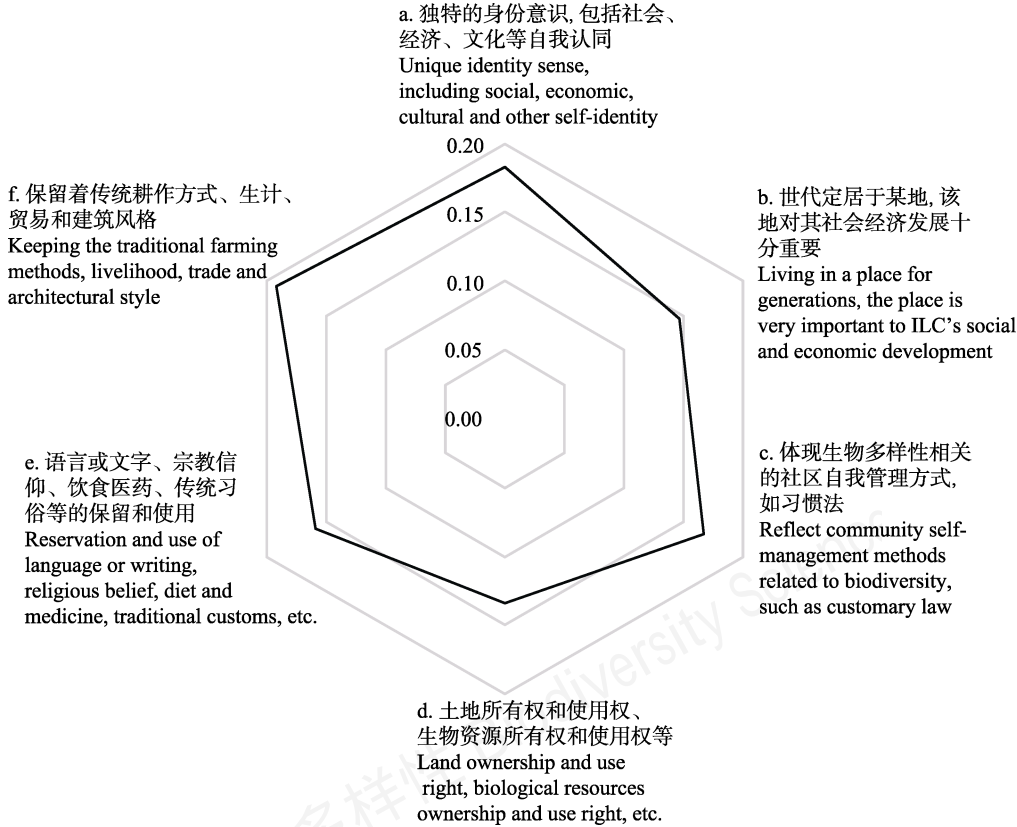 a. 独特的身份意识, 包括社会、
经济、文化等自我认同
Unique identity sense,
including social, economic,
cultural and other self-identity
0.20
0.15
0.10
0.05
0.00
b. 世代定居于某地, 该
地对其社会经济发展十
分重要
Living in a place for
generations, the place is
very important to ILC's social
and economic development
c. 体现生物多样性相关
的社区自我管理方式,
如习惯法
Reflect community self-
management methods
related to biodiversity,
such as customary law
d. 土地所有权和使用权、
生物资源所有权和使用权等
Land ownership and use
right, biological resources
ownership and use right, etc.
e. 语言或文字、宗教信
仰、饮食医药、传统习
俗等的保留和使用
Reservation and use of
language or writing,
religious belief, diet and
medicine, traditional customs, etc.
f. 保留着传统耕作方式、生计、
贸易和建筑风格
Keeping the traditional farming
methods, livelihood, trade and
architectural style
多样性 Biodiversity Science